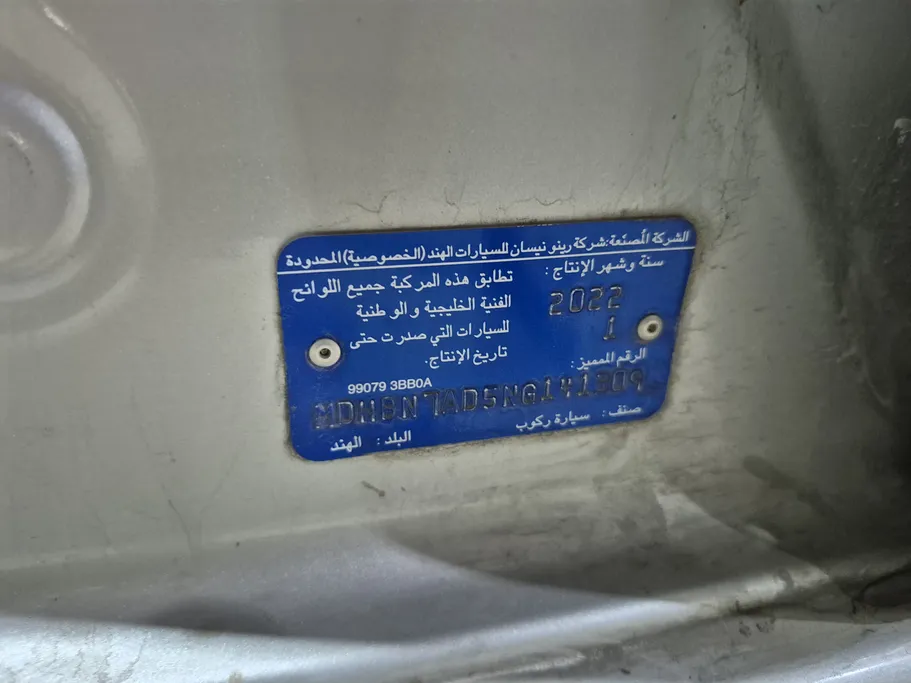 الشركة المصنعة: شركة رينو نيسان للسيارات الهند (الخصوصية) المحدودة
سنة وشهر الإنتاج:
2022
1
تطابق هذه المركبة جميع اللوائح
الفنية الخليجية والوطنية
للسيارات التي صدرت حتى
تاريخ الإنتاج.
الرقم المميز:
99079 3BB0A
MDHBN7AD5NG141309
صنف: سيارة ركوب
البلد: الهند